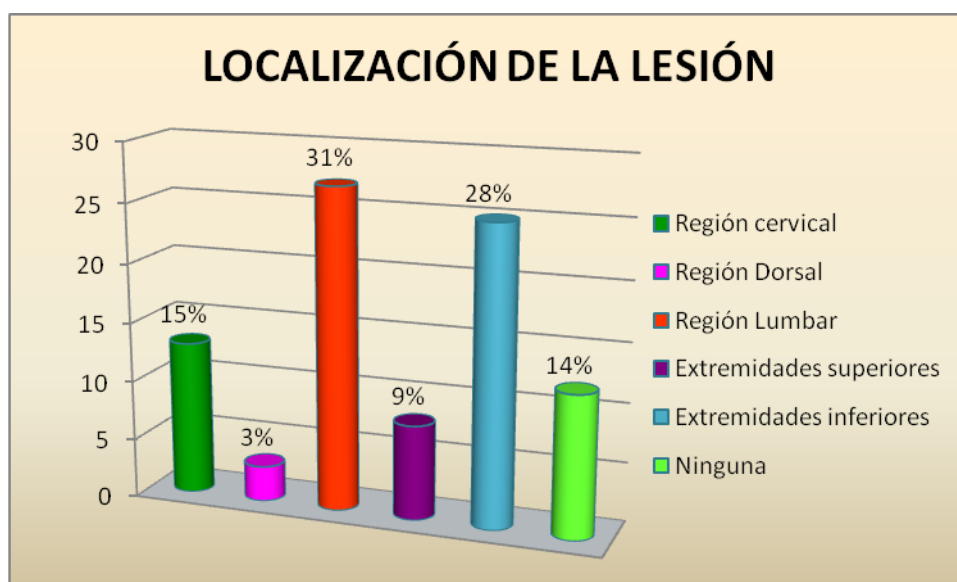 LOCALIZACIÓN DE LA LESIÓN
30
25
20
15
10
5
0
15%
3%
31%
9%
28%
14%
Región cervical
Región Dorsal
Región Lumbar
Extremidades superiores
Extremidades inferiores
Ninguna